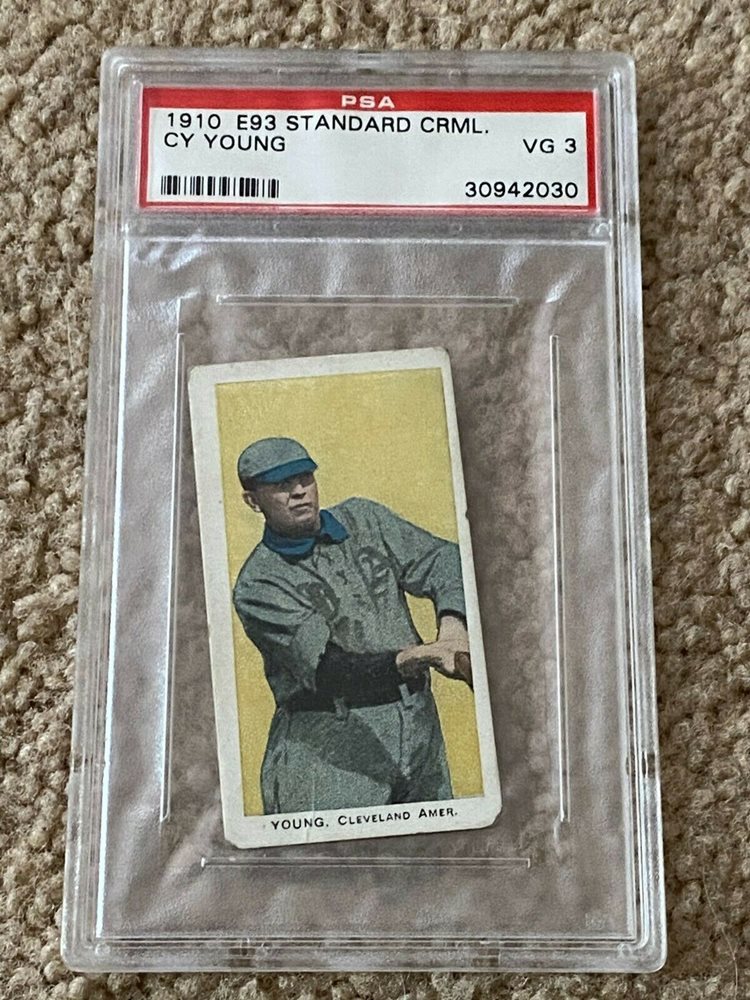 PSA
1910 E93 STANDARD CRML.
CY YOUNG VG 3
30942030
YOUNG, CLEVELAND AMER.